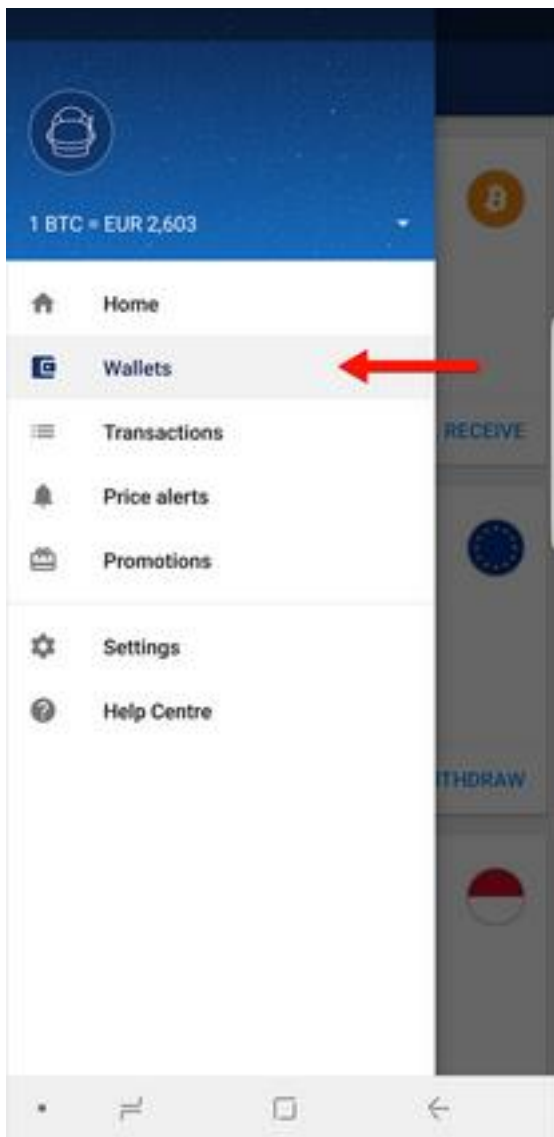 1 BTC = EUR 2,603
Home
Wallets
Transactions
RECEIVE
Price alerts
Promotions
Settings
Help Centre
THDRAW